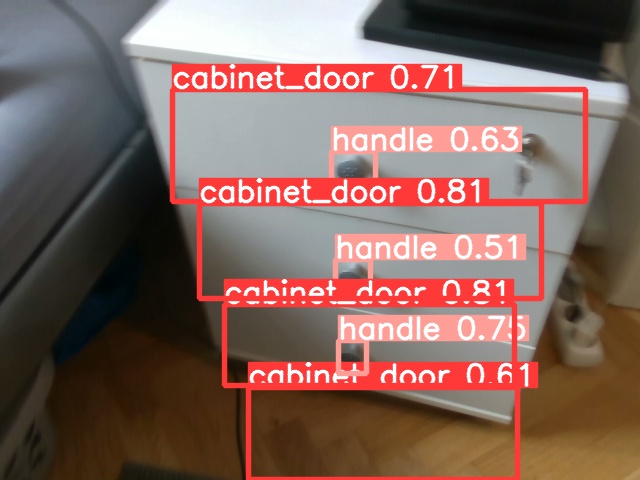 cabinet_door 0.71
handle 0.63
cabinet_door 0.81
handle 0.51
cabinet_door 0.81
handle 0.75
cabinet_door 0.61